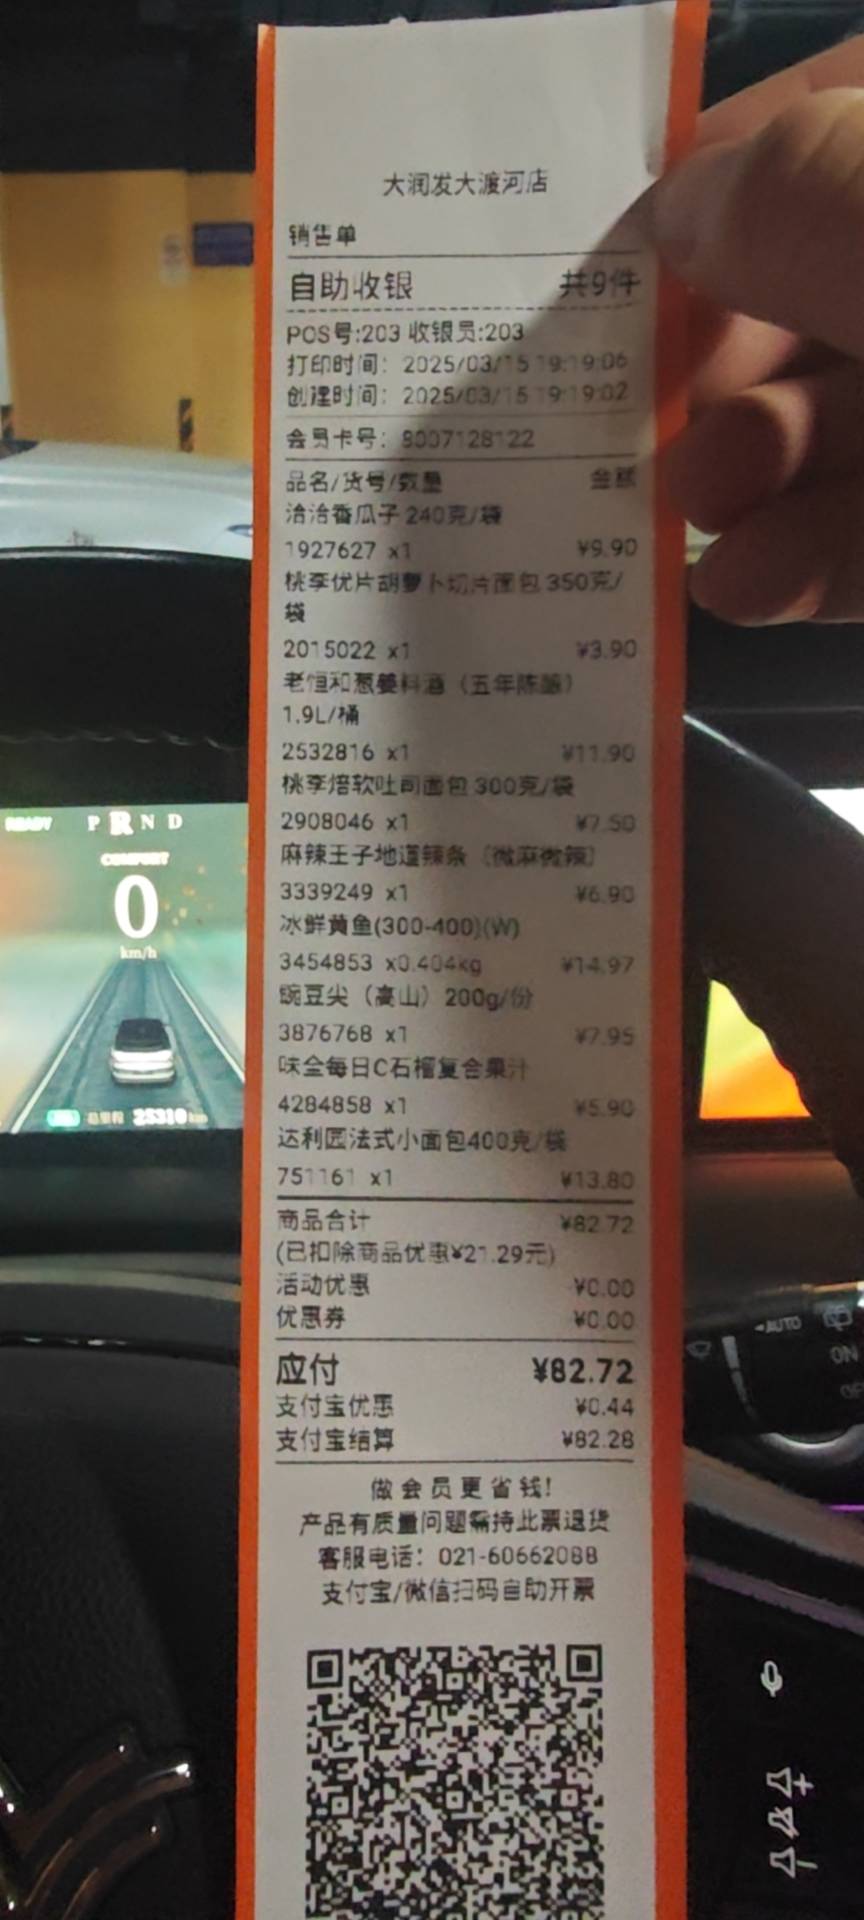 大润发大渡河店
销售单
自助收银 共9件
POS号:203 收银员:203
打印时间: 2025/03/15 19:19:06
创建时间: 2025/03/15 19:19:02
会员卡号: 8007128122
品名/货号/数量 金额
洽洽香瓜子 240克/袋
1927627 x1 ¥9.90
桃李优片胡萝卜切片面包 350克/
袋
2015022 x1 ¥3.90
老恒和葱姜料酒（五年陈酿）
1.9L/桶
2532816 x1 ¥11.90
桃李焙软吐司面包 300克/袋
2908046 x1 ¥7.50
麻辣王子地道辣条（微麻微辣）
3339249 x1 ¥6.90
冰鲜黄鱼(300-400)(W)
3454853 x0.404kg ¥14.97
豌豆尖（高山）200g/份
3876768 x1 ¥7.95
味全每日C石榴复合果汁
4284858 x1 ¥5.90
达利园法式小面包400克/袋
751161 x1 ¥13.80
商品合计 ¥82.72
(已扣除商品优惠¥21.29元)
活动优惠 -¥0.00
优惠券 ¥0.00
应付 ¥82.72
支付宝优惠 ¥0.44
支付宝结算 ¥82.28
做会员更省钱!
产品有质量问题需持此票退货
客服电话: 021-60662088
支付宝/微信扫码自助开票
READY P R N D
COMFORT
0
km/h
总里程 25310 km
AUTO
ON